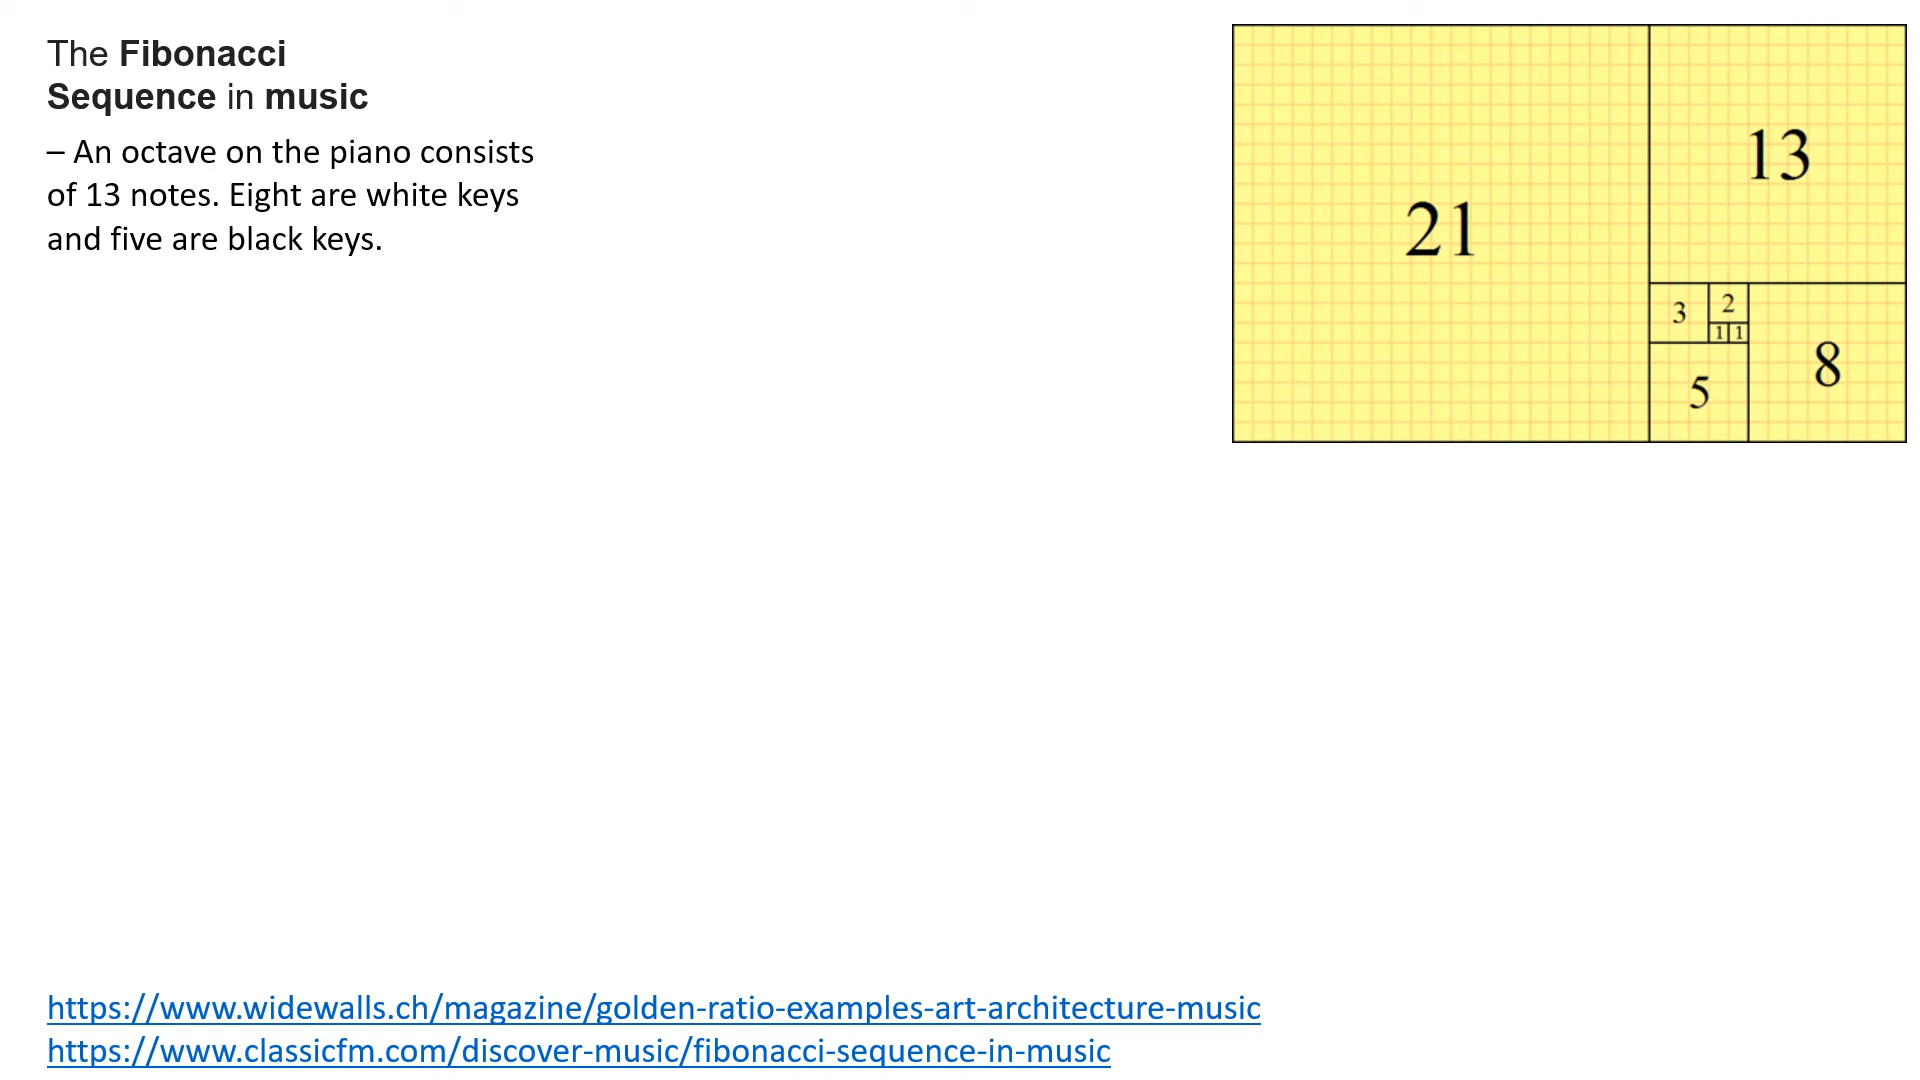 The Fibonacci
Sequence in music
– An octave on the piano consists
of 13 notes. Eight are white keys
and five are black keys.
21
13
3
2
1 1
8
5
https://www.widewalls.ch/magazine/golden-ratio-examples-art-architecture-music
https://www.classicfm.com/discover-music/fibonacci-sequence-in-music